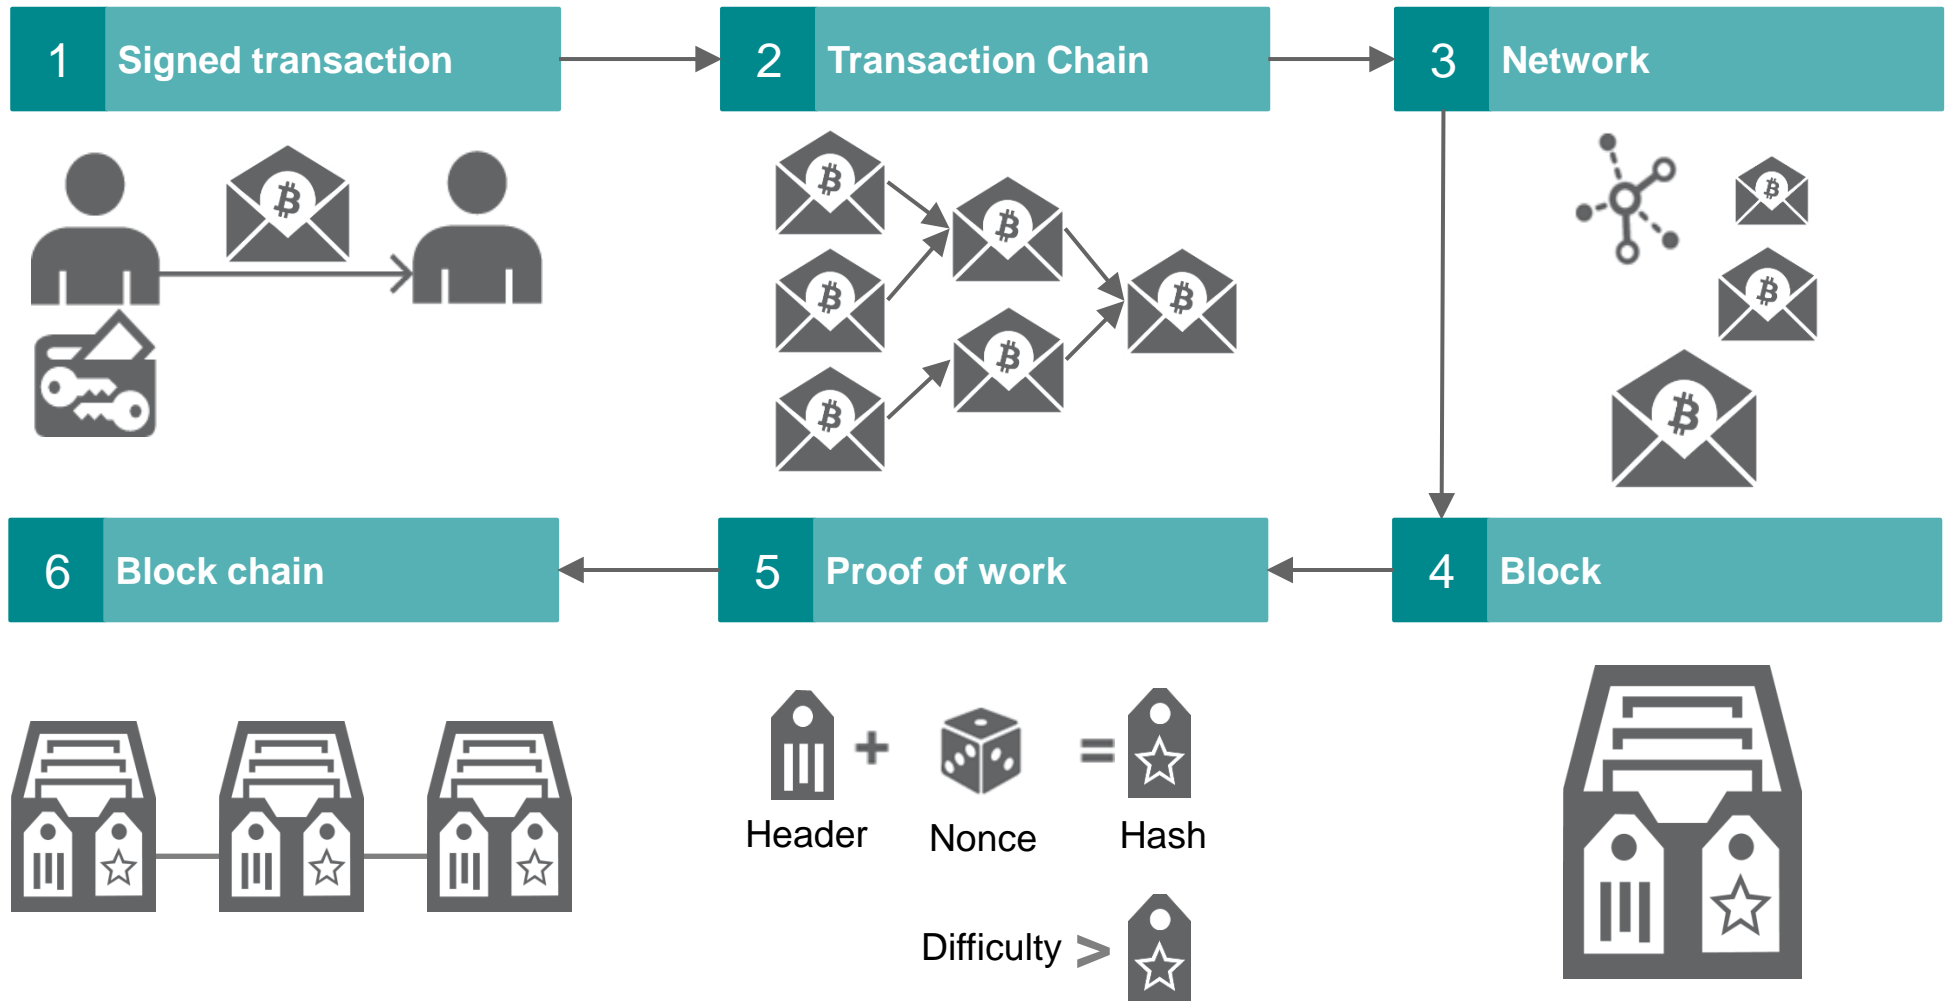 1 Signed transaction
2 Transaction Chain
3 Network
4 Block
5 Proof of work
6 Block chain
Header + Nonce = Hash
Difficulty >